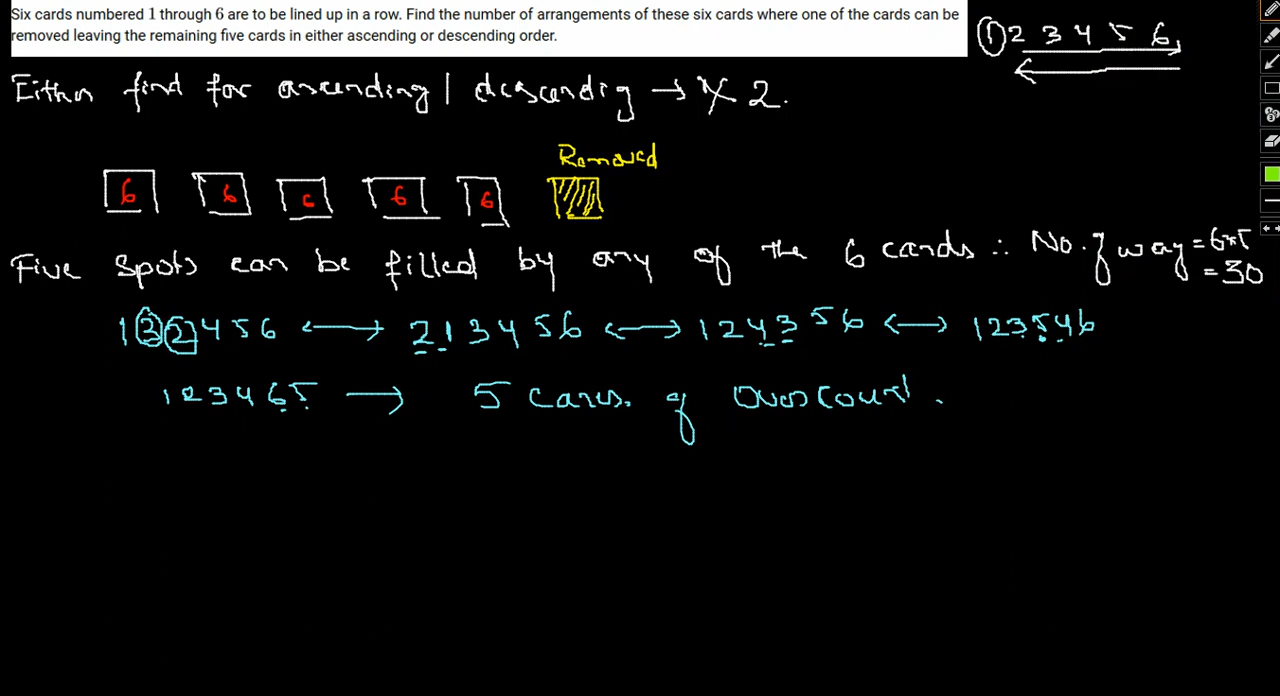 Six cards numbered 1 through 6 are to be lined up in a row. Find the number of arrangements of these six cards where one of the cards can be
removed leaving the remaining five cards in either ascending or descending order.
① 2 3 4 5 6
Either find for ascending | descending → × 2.
Removed
6 6 6 6 6
Five spots can be filled by any of the 6 cards ∴ No. of way = 6×5
= 30
1 3 2 4 5 6 ↔ 2 1 3 4 5 6 ↔ 1 2 4 3 5 6 ↔ 1 2 3 5 4 6
1 2 3 4 6 5 → 5 cases. of overcount.